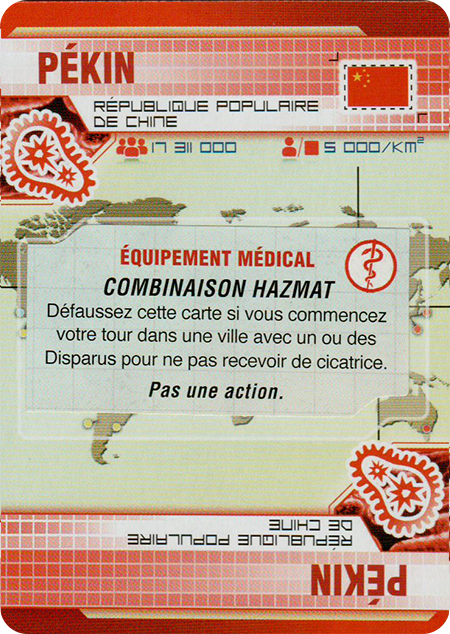 PÉKIN
RÉPUBLIQUE POPULAIRE
DE CHINE
17 311 000
5 000/KM²
ÉQUIPEMENT MÉDICAL
COMBINAISON HAZMAT
Défaussez cette carte si vous commencez
votre tour dans une ville avec un ou des
Disparus pour ne pas recevoir de cicatrice.
Pas une action.
RÉPUBLIQUE POPULAIRE
DE CHINE
PÉKIN